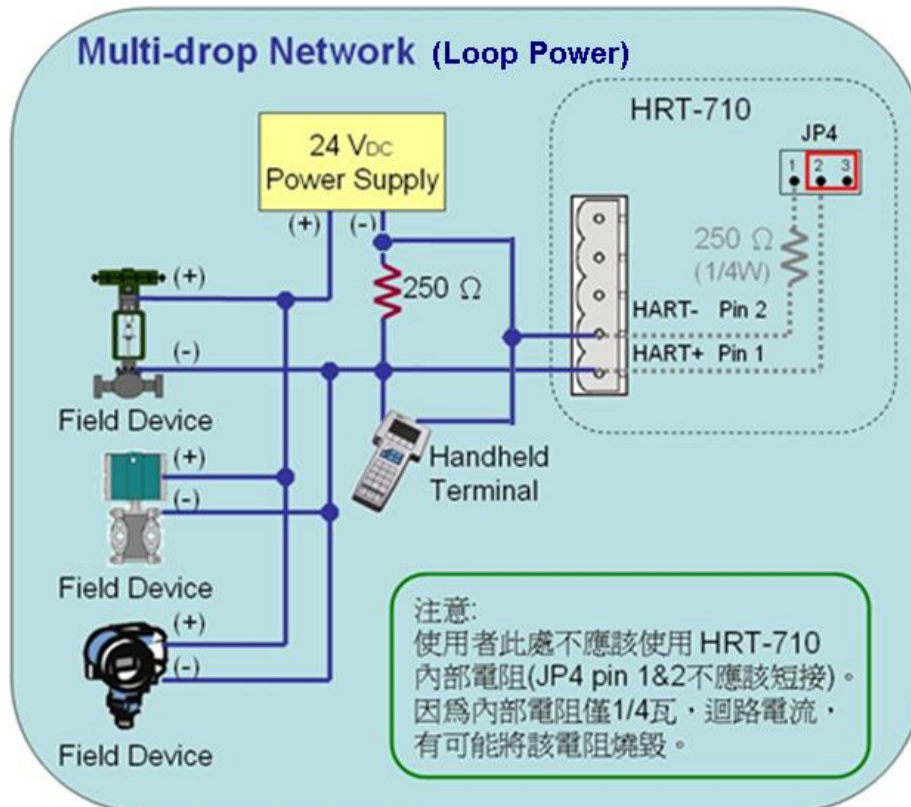 Multi-drop Network (Loop Power)
HRT-710
JP4
1 2 3
24 VDC
Power Supply
(+) (-)
250 Ω
(1/4W)
(+)
250 Ω
HART- Pin 2
(-)
HART+ Pin 1
Field Device
(+)
Handheld
Terminal
(-)
Field Device
(+)
(-)
Field Device
注意:
使用者此處不應該使用 HRT-710
內部電阻(JP4 pin 1&2不應該短接)。
因爲內部電阻僅1/4瓦，迴路電流，
有可能將該電阻燒毀。